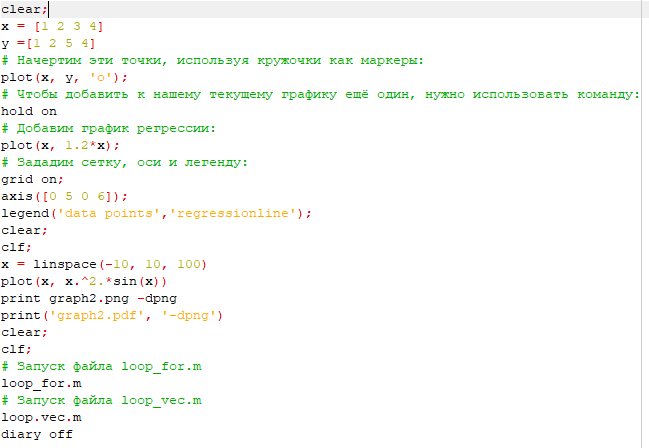 clear;
x = [1 2 3 4]
y =[1 2 5 4]
# Начертим эти точки, используя кружочки как маркеры:
plot(x, y, 'o');
# Чтобы добавить к нашему текущему графику ещё один, нужно использовать команду:
hold on
# Добавим график регрессии:
plot(x, 1.2*x);
# Зададим сетку, оси и легенду:
grid on;
axis([0 5 0 6]);
legend('data points','regressionline');
clear;
clf;
x = linspace(-10, 10, 100)
plot(x, x.^2.*sin(x))
print graph2.png -dpng
print('graph2.pdf', '-dpng')
clear;
clf;
# Запуск файла loop_for.m
loop_for.m
# Запуск файла loop_vec.m
loop.vec.m
diary off